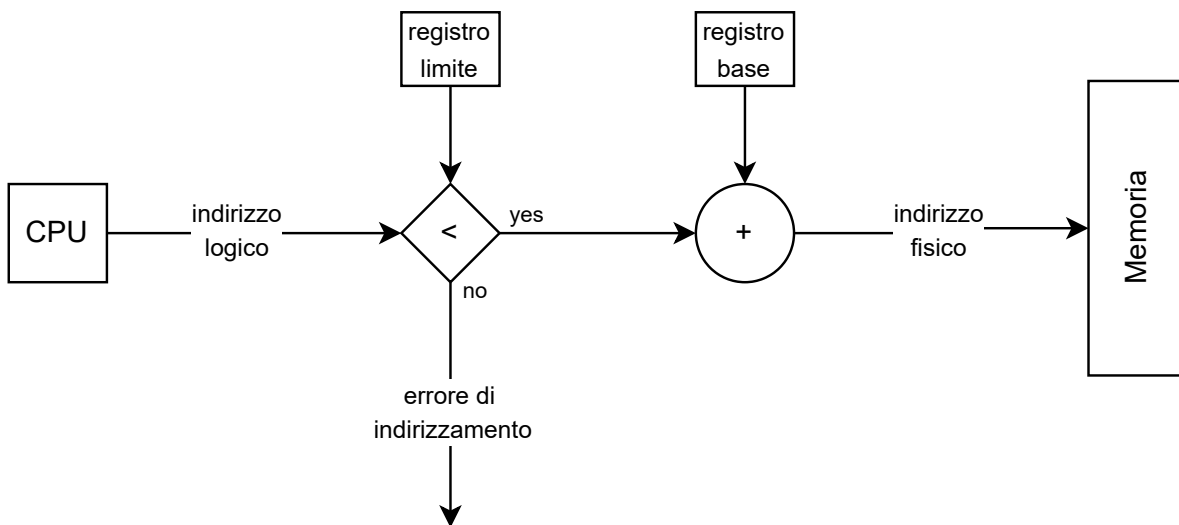 registro
limite
registro
base
CPU
indirizzo
logico
<
yes
no
+
indirizzo
fisico
Memoria
errore di
indirizzamento